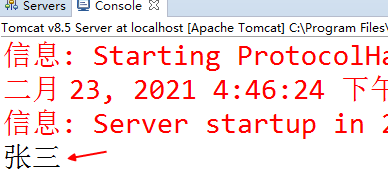 Servers Console
Tomcat v8.5 Server at localhost [Apache Tomcat] C:\Program Files\
信息: Starting ProtocolHa
二月 23, 2021 4:46:24 下午
信息: Server startup in 2
张三